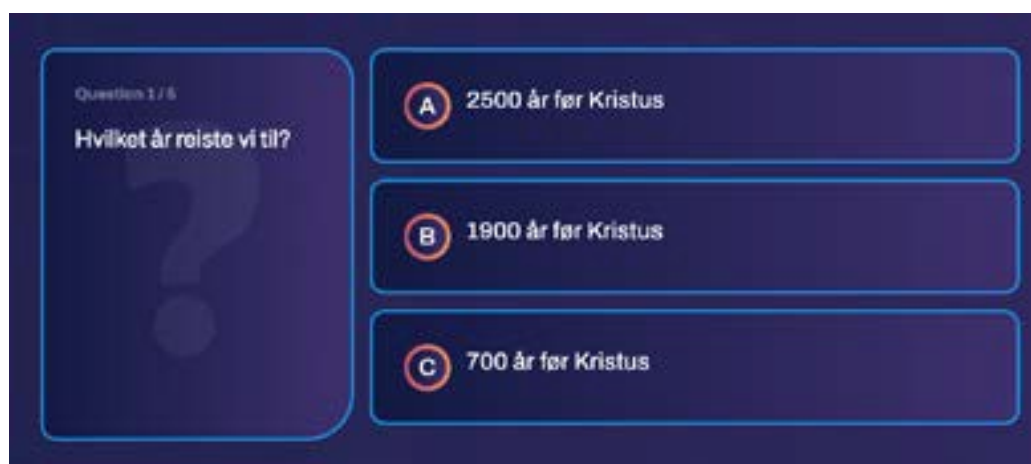 Question 1 / 5
Hvilket år reiste vi til?
A
2500 år før Kristus
B
1900 år før Kristus
C
700 år før Kristus